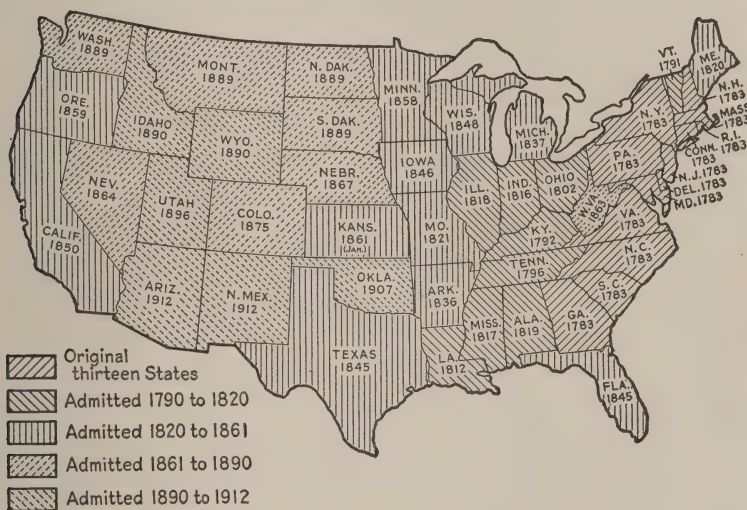 WASH.
1889
MONT.
1889
N. DAK.
1889
MINN.
1858
VT.
1791
ME.
1820
ORE.
1859
IDAHO
1890
WYO.
1890
S. DAK.
1889
WIS.
1848
MICH.
1837
N.Y.
1783
N.H.
1783
MASS.
1783
R.I.
1783
CONN.
1783
NEV.
1864
UTAH
1896
COLO.
1875
NEBR.
1867
IOWA
1846
ILL.
1818
IND.
1816
OHIO
1802
PA.
1783
N.J. 1783
DEL. 1783
MD. 1783
CALIF.
1850
KANS.
1861
(Jan.)
MO.
1821
KY.
1792
W.VA.
1863
VA.
1783
ARIZ.
1912
N. MEX.
1912
OKLA.
1907
ARK.
1836
TENN.
1796
N.C.
1783
S.C.
1783
TEXAS
1845
LA.
1812
MISS.
1817
ALA.
1819
GA.
1783
FLA.
1845
Original
thirteen States
Admitted 1790 to 1820
Admitted 1820 to 1861
Admitted 1861 to 1890
Admitted 1890 to 1912